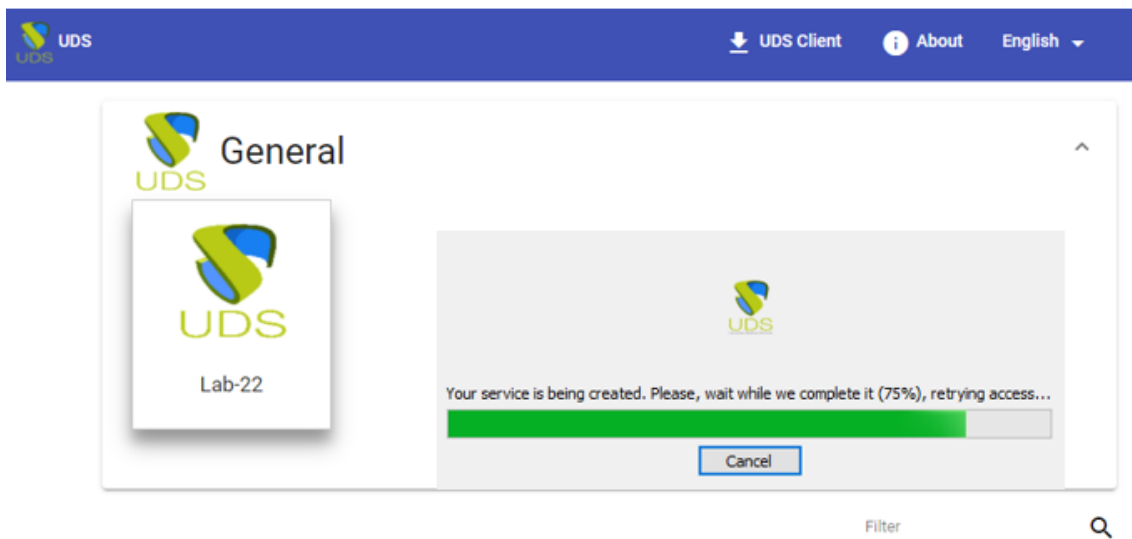 UDS UDS UDS Client About English
UDS General
UDS
Lab-22
UDS
Your service is being created. Please, wait while we complete it (75%), retrying access...
Cancel
Filter